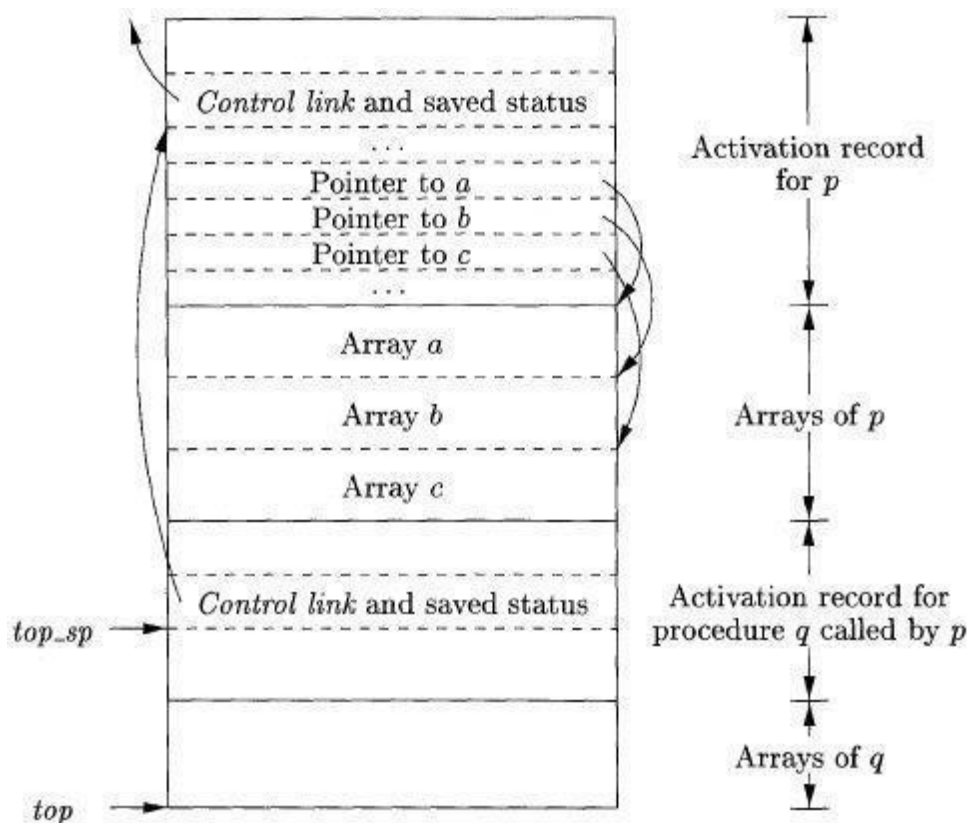 Control link and saved status
. . .
Pointer to a
Pointer to b
Pointer to c
. . .
Activation record
for p
Array a
Array b
Array c
Arrays of p
Control link and saved status
top_sp
Activation record for
procedure q called by p
Arrays of q
top